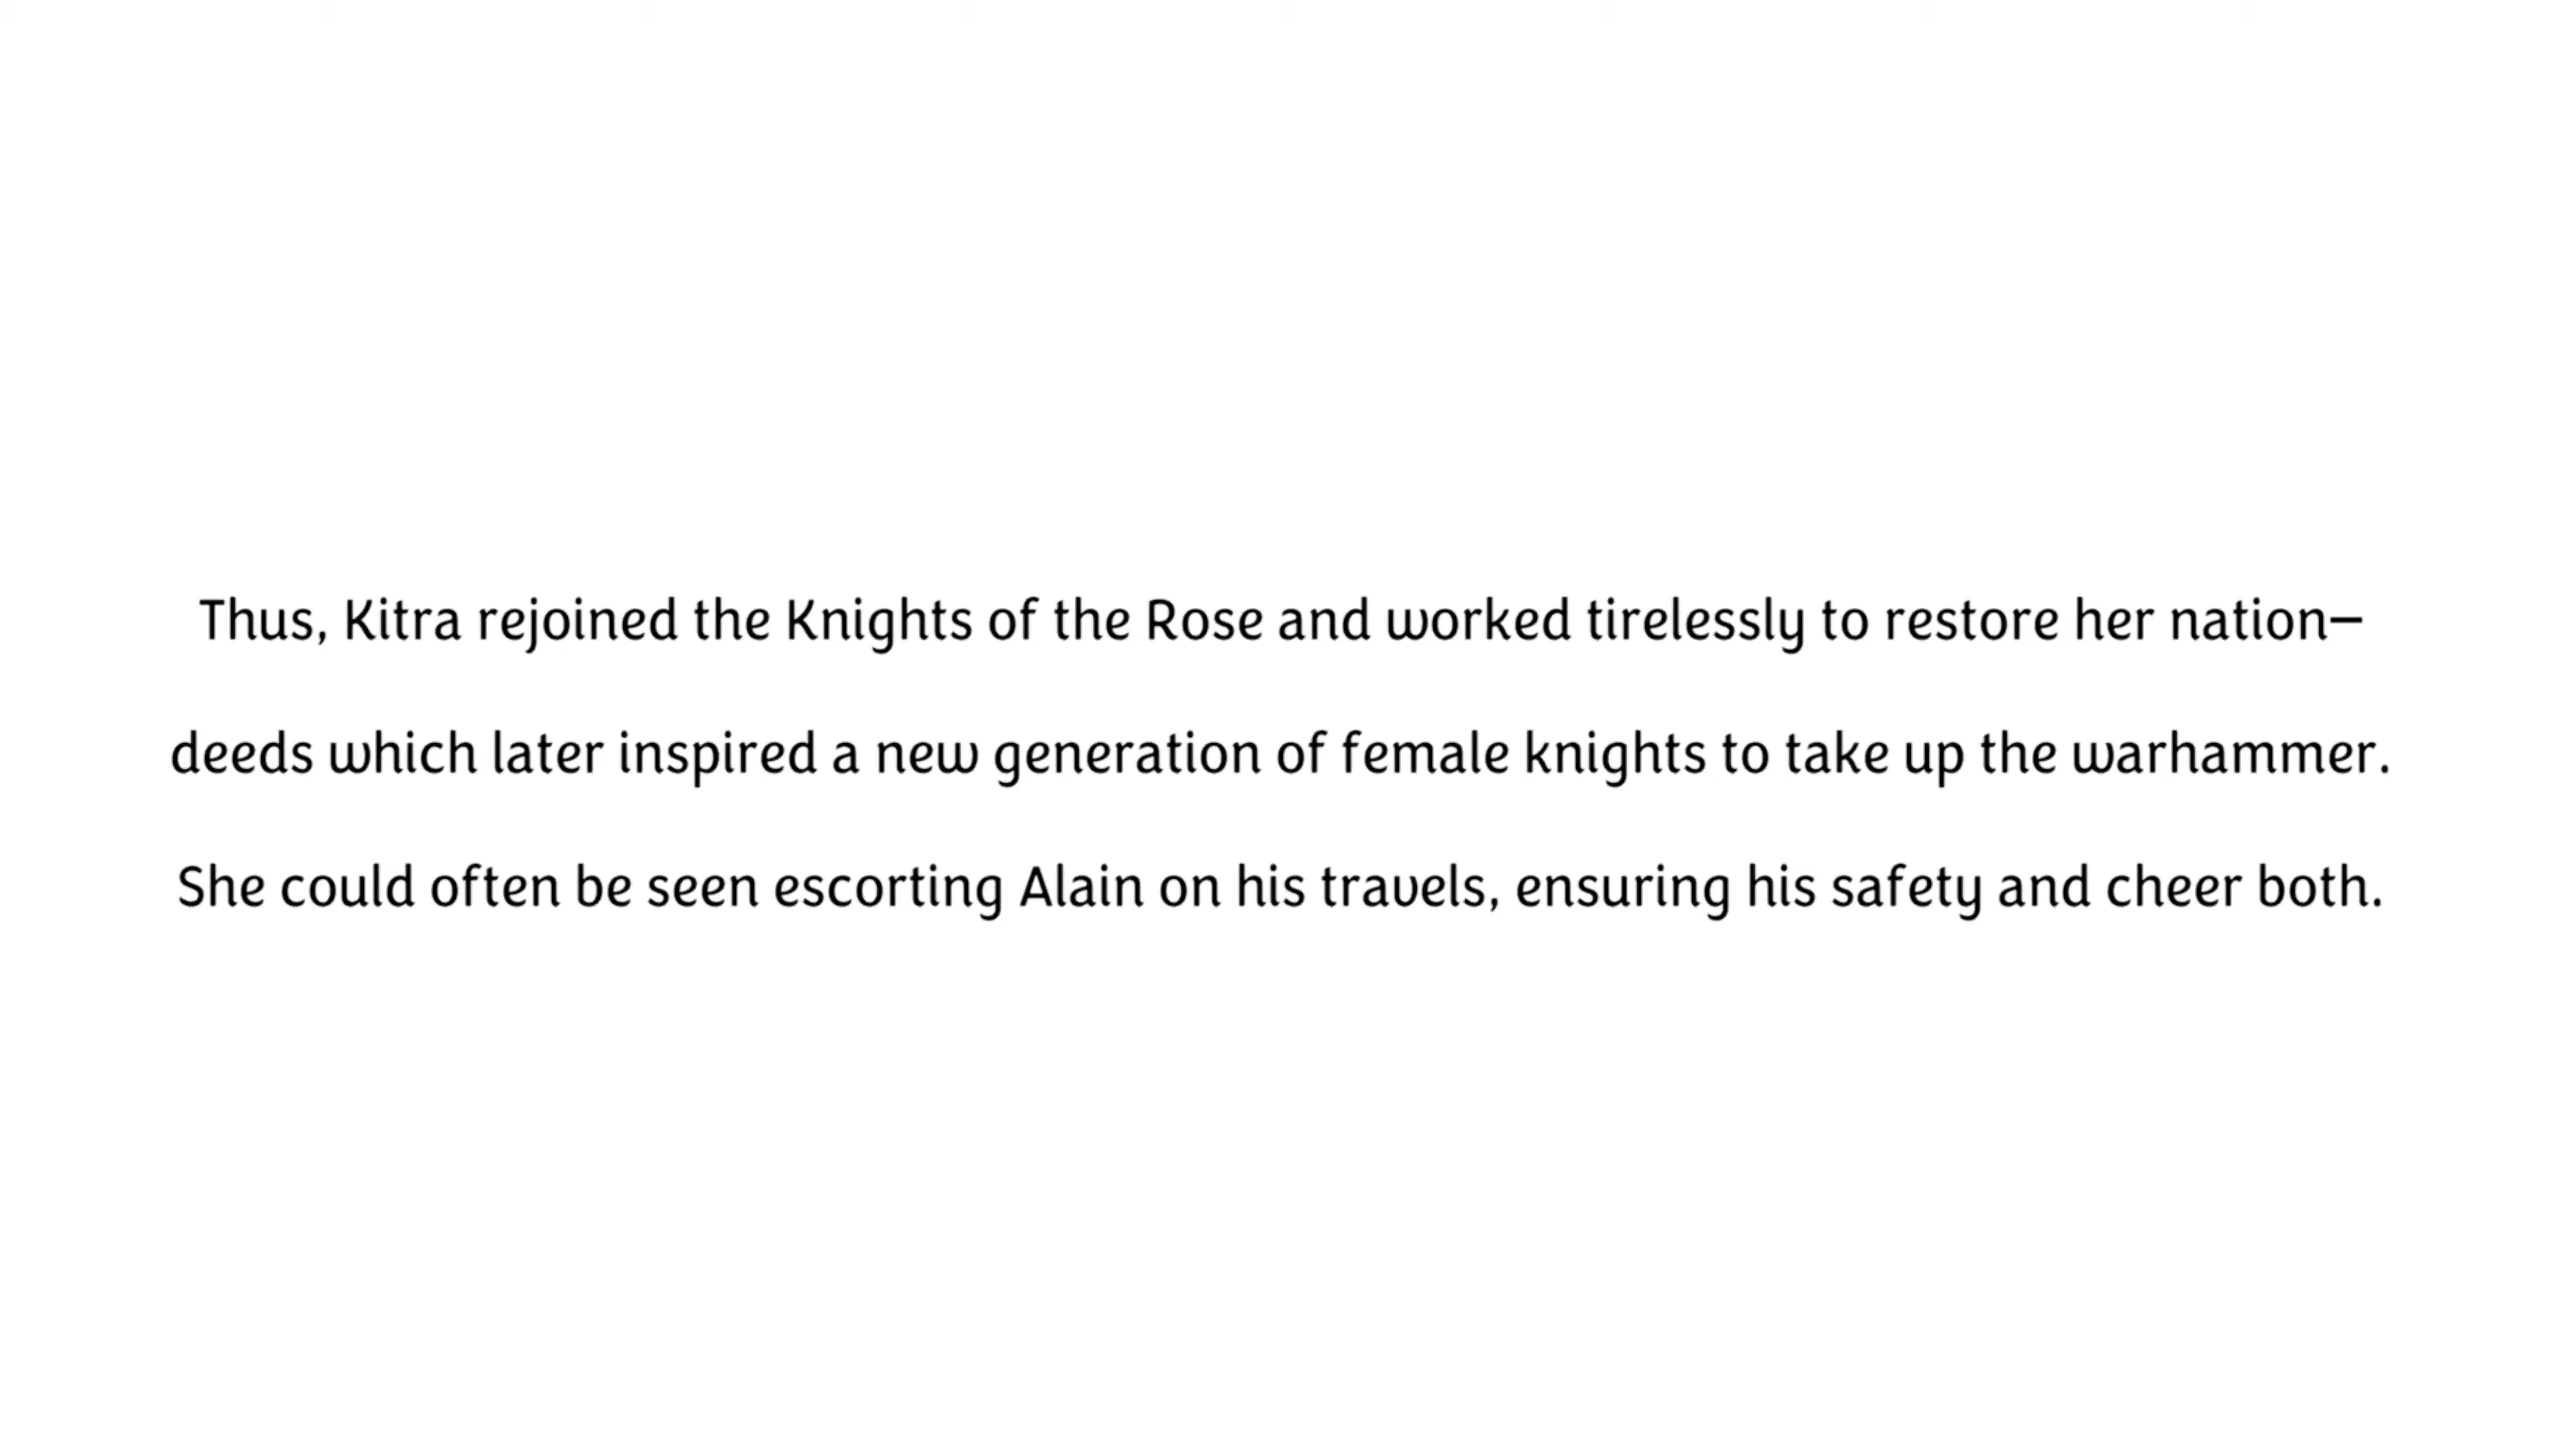 Thus, Kitra rejoined the Knights of the Rose and worked tirelessly to restore her nation—
deeds which later inspired a new generation of female knights to take up the warhammer.
She could often be seen escorting Alain on his travels, ensuring his safety and cheer both.